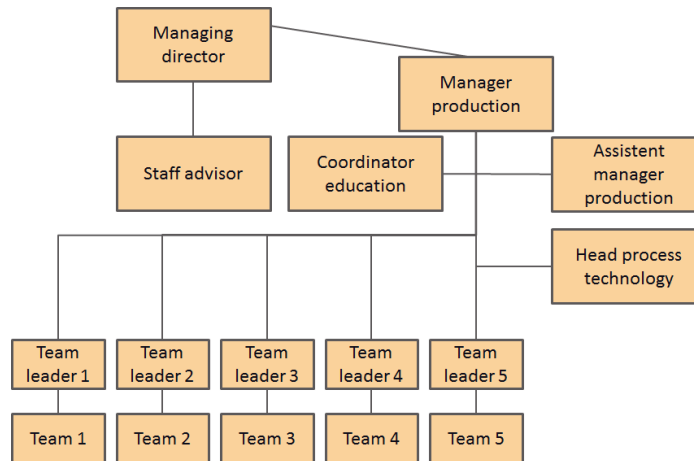 Managing
director
Manager
production
Staff advisor
Coordinator
education
Assistent
manager
production
Head process
technology
Team
leader 1
Team
leader 2
Team
leader 3
Team
leader 4
Team
leader 5
Team 1
Team 2
Team 3
Team 4
Team 5